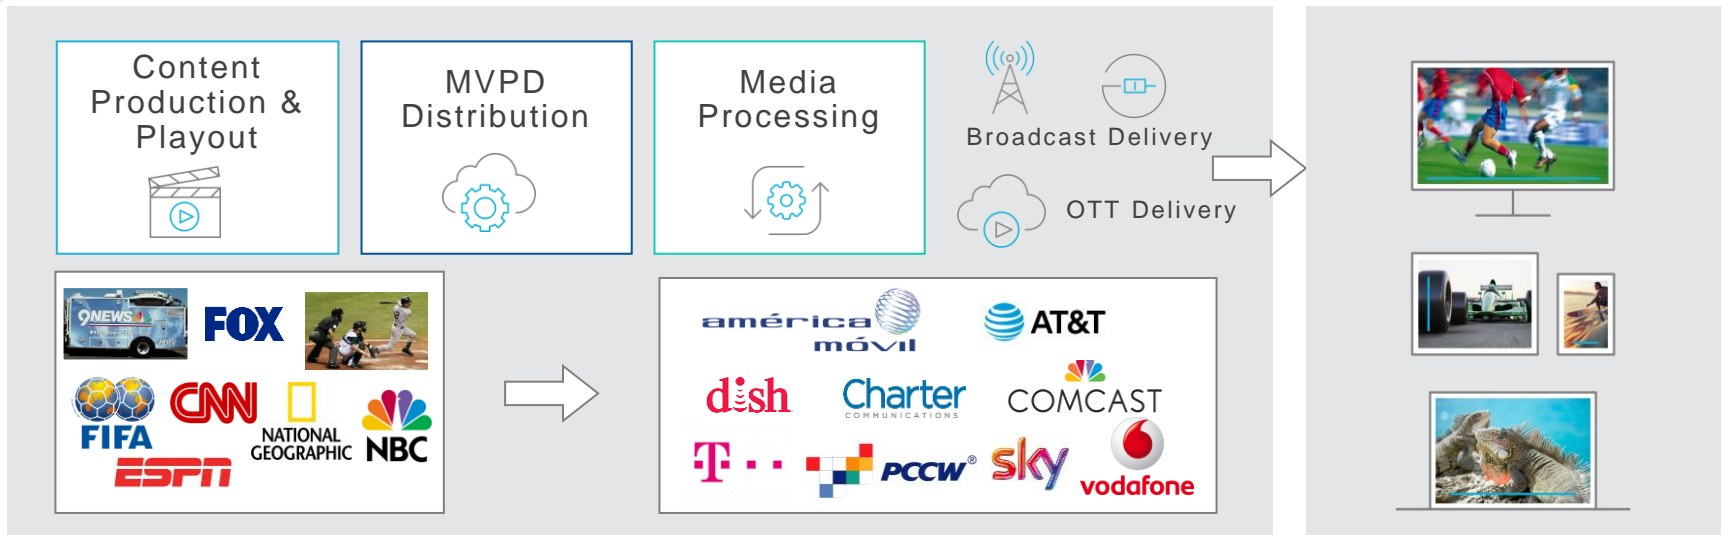 Content
Production &
Playout
MVPD
Distribution
Media
Processing
Broadcast Delivery
OTT Delivery
9NEWS
HDTV
FOX
FIFA
CNN
NATIONAL
GEOGRAPHIC
NBC
ESPN
américa
móvil
AT&T
dish
Charter
COMMUNICATIONS
COMCAST
T
PCCW®
sky
vodafone